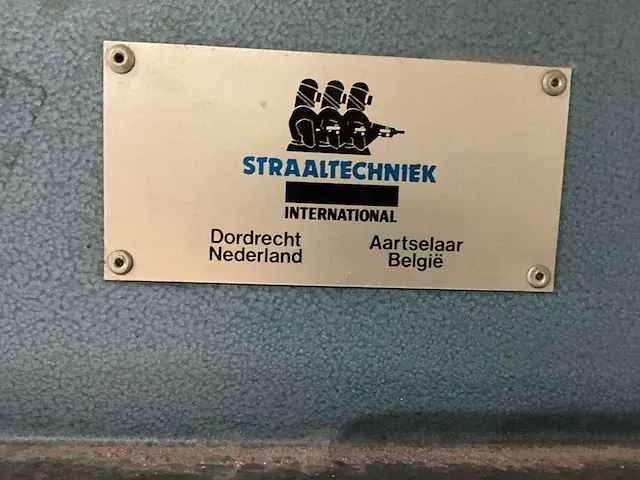 STRAALTECHNIEK
INTERNATIONAL
Dordrecht
Nederland
Aartselaar
België